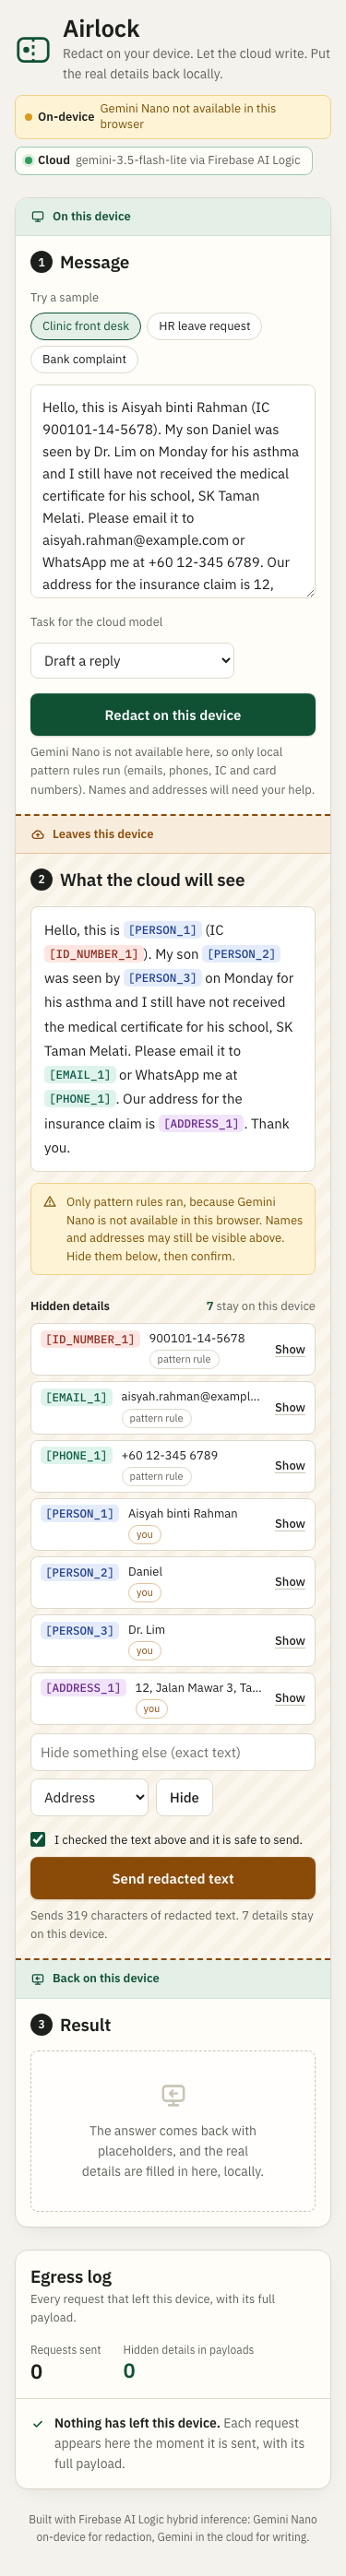 Airlock
Redact on your device. Let the cloud write. Put
the real details back locally.
On-device Gemini Nano not available in this
browser
Cloud gemini-3.5-flash-lite via Firebase AI Logic
On this device
1 Message
Try a sample
Clinic front desk HR leave request
Bank complaint
Hello, this is Aisyah binti Rahman (IC
900101-14-5678). My son Daniel was
seen by Dr. Lim on Monday for his asthma
and I still have not received the medical
certificate for his school, SK Taman
Melati. Please email it to
aisyah.rahman@example.com or
WhatsApp me at +60 12-345 6789. Our
address for the insurance claim is 12,
Task for the cloud model
Draft a reply
Redact on this device
Gemini Nano is not available here, so only local
pattern rules run (emails, phones, IC and card
numbers). Names and addresses will need your help.
Leaves this device
2 What the cloud will see
Hello, this is [PERSON_1] (IC
[ID_NUMBER_1]). My son [PERSON_2]
was seen by [PERSON_3] on Monday for
his asthma and I still have not received
the medical certificate for his school, SK
Taman Melati. Please email it to
[EMAIL_1] or WhatsApp me at
[PHONE_1]. Our address for the
insurance claim is [ADDRESS_1]. Thank
you.
Only pattern rules ran, because Gemini
Nano is not available in this browser. Names
and addresses may still be visible above.
Hide them below, then confirm.
Hidden details 7 stay on this device
[ID_NUMBER_1] 900101-14-5678
pattern rule
Show
[EMAIL_1] aisyah.rahman@exampl...
pattern rule
Show
[PHONE_1] +60 12-345 6789
pattern rule
Show
[PERSON_1] Aisyah binti Rahman
you
Show
[PERSON_2] Daniel
you
Show
[PERSON_3] Dr. Lim
you
Show
[ADDRESS_1] 12, Jalan Mawar 3, Ta...
you
Show
Hide something else (exact text)
Address Hide
I checked the text above and it is safe to send.
Send redacted text
Sends 319 characters of redacted text. 7 details stay
on this device.
Back on this device
3 Result
The answer comes back with
placeholders, and the real
details are filled in here, locally.
Egress log
Every request that left this device, with its full
payload.
Requests sent Hidden details in payloads
0 0
Nothing has left this device. Each request
appears here the moment it is sent, with its
full payload.
Built with Firebase AI Logic hybrid inference: Gemini Nano
on-device for redaction, Gemini in the cloud for writing.